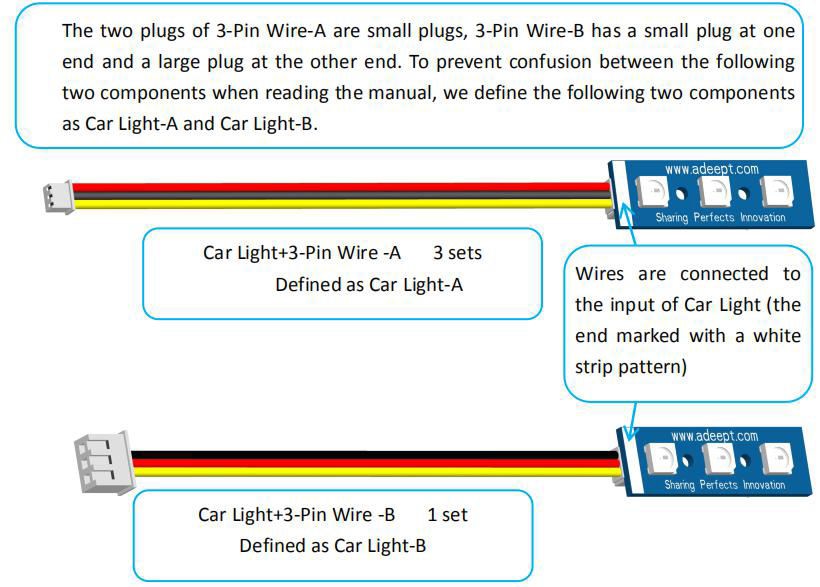 The two plugs of 3-Pin Wire-A are small plugs, 3-Pin Wire-B has a small plug at one
end and a large plug at the other end. To prevent confusion between the following
two components when reading the manual, we define the following two components
as Car Light-A and Car Light-B.
www.adeept.com
Sharing Perfects Innovation
Car Light+3-Pin Wire -A 3 sets
Defined as Car Light-A
Wires are connected to
the input of Car Light (the
end marked with a white
strip pattern)
www.adeept.com
Sharing Perfects Innovation
Car Light+3-Pin Wire -B 1 set
Defined as Car Light-B